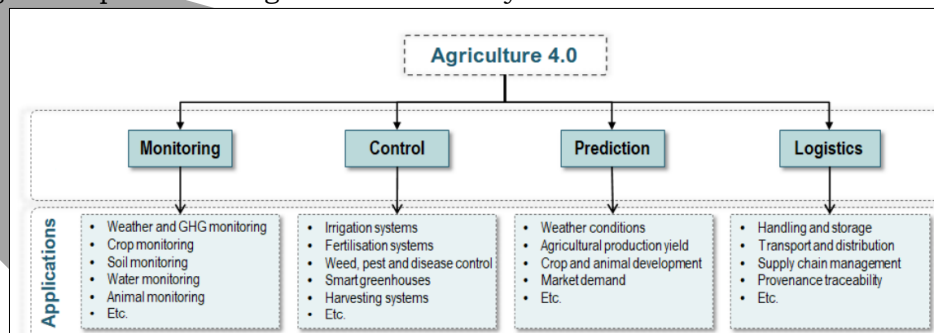 Agriculture 4.0
Monitoring
Control
Prediction
Logistics
Applications
• Weather and GHG monitoring
• Crop monitoring
• Soil monitoring
• Water monitoring
• Animal monitoring
• Etc.
• Irrigation systems
• Fertilisation systems
• Weed, pest and disease control
• Smart greenhouses
• Harvesting systems
• Etc.
• Weather conditions
• Agricultural production yield
• Crop and animal development
• Market demand
• Etc.
• Handling and storage
• Transport and distribution
• Supply chain management
• Provenance traceability
• Etc.